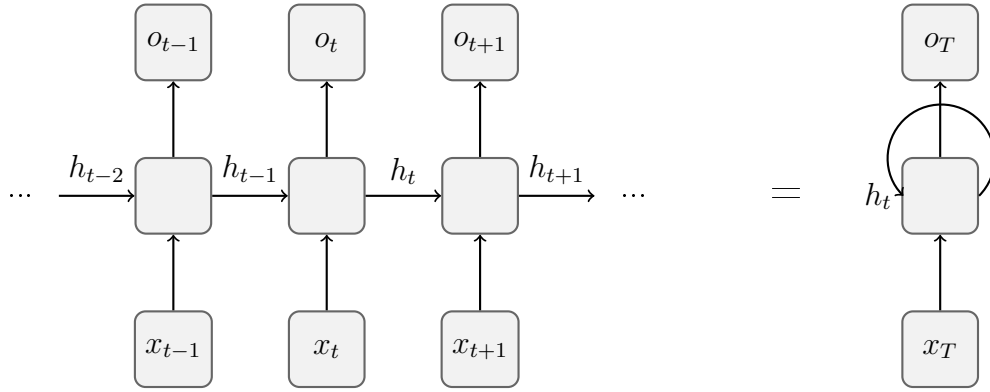 o_{t−1} o_t o_{t+1} o_T
h_{t−2} h_{t−1} h_t h_{t+1}
... ... = h_t
x_{t−1} x_t x_{t+1} x_T